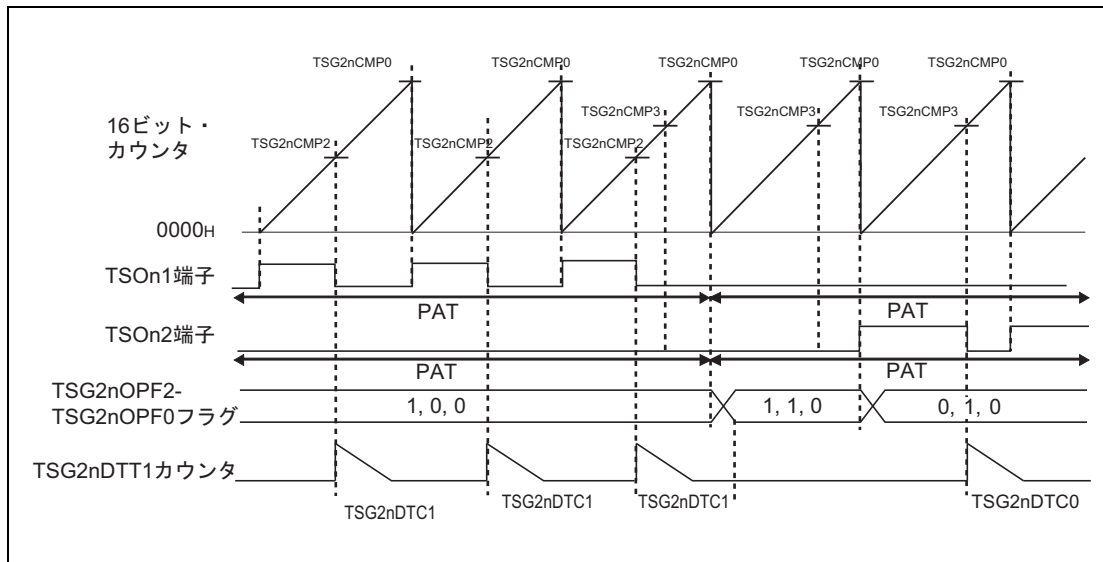 TSG2nCMP0 TSG2nCMP0 TSG2nCMP0 TSG2nCMP0 TSG2nCMP0
TSG2nCMP3 TSG2nCMP3 TSG2nCMP3
16ビット・
カウンタ
TSG2nCMP2 TSG2nCMP2 TSG2nCMP2
0000H
TSOn1端子
PAT PAT
TSOn2端子
PAT PAT
TSG2nOPF2-
TSG2nOPF0フラグ
1, 0, 0 1, 1, 0 0, 1, 0
TSG2nDTT1カウンタ
TSG2nDTC1 TSG2nDTC1 TSG2nDTC1 TSG2nDTC0